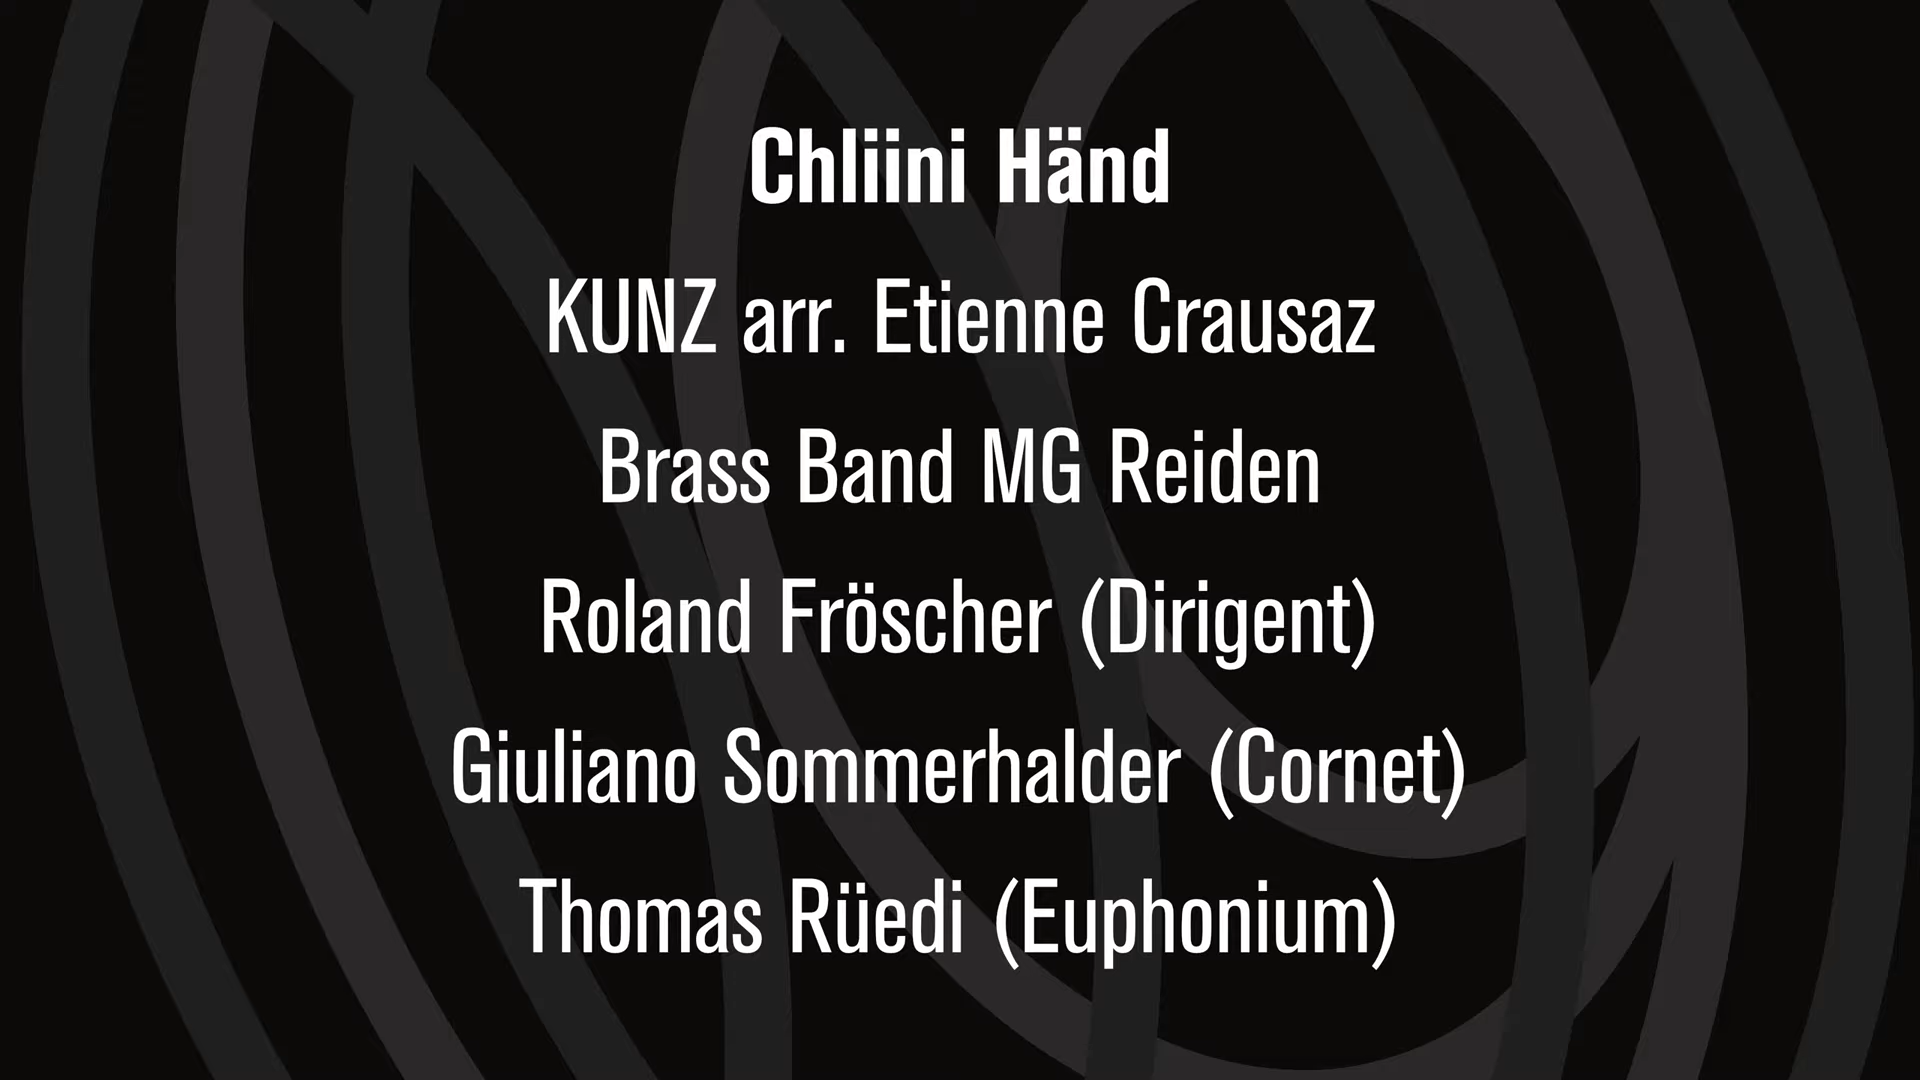 Chliini Händ
KUNZ arr. Etienne Crausaz
Brass Band MG Reiden
Roland Fröscher (Dirigent)
Giuliano Sommerhalder (Cornet)
Thomas Rüedi (Euphonium)